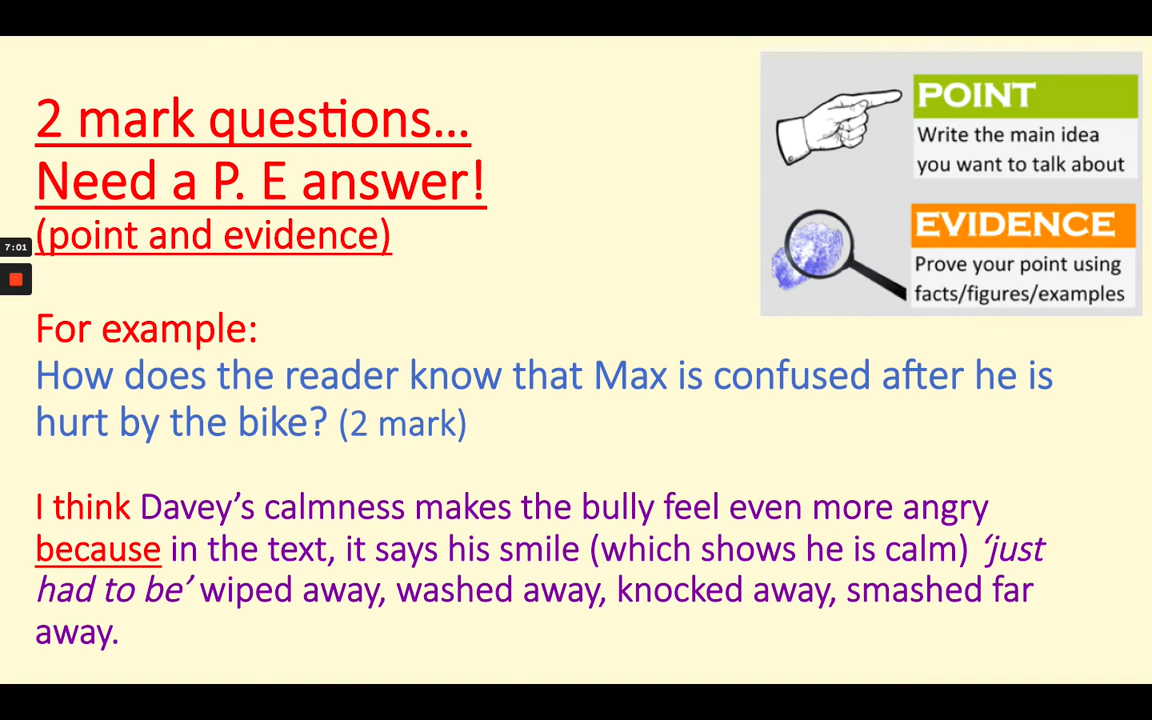 2 mark questions...
Need a P. E answer!
(point and evidence)
POINT
Write the main idea
you want to talk about
EVIDENCE
Prove your point using
facts/figures/examples
7:01
For example:
How does the reader know that Max is confused after he is
hurt by the bike? (2 mark)
I think Davey’s calmness makes the bully feel even more angry
because in the text, it says his smile (which shows he is calm) ‘just
had to be’ wiped away, washed away, knocked away, smashed far
away.